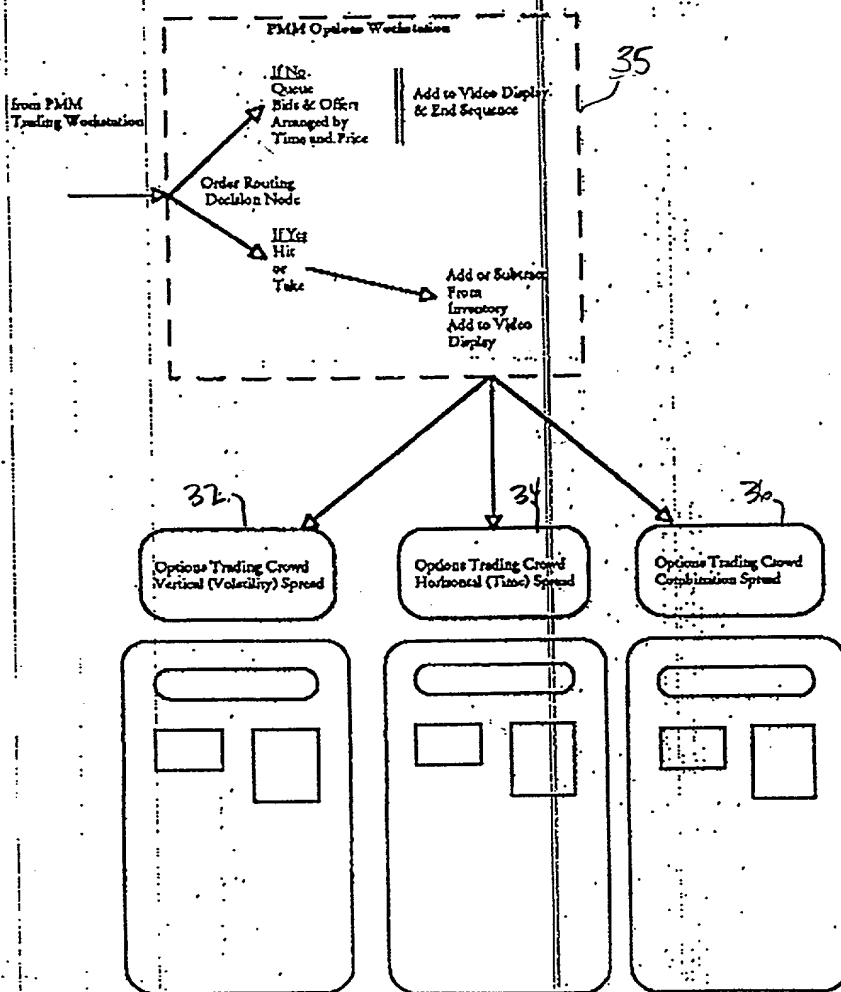 PMM Options Workstation
35
from PMM
Trading Workstation
If No
Queue
Bids & Offers
Arranged by
Time and Price
Add to Video Display
& End Sequence
Order Routing
Decision Node
If Yes
Hit
or
Take
Add or Subtract
From
Inventory
Add to Video
Display
32
34
36
Options Trading Crowd
Vertical (Volatility) Spread
Options Trading Crowd
Horizontal (Time) Spread
Options Trading Crowd
Combination Spread